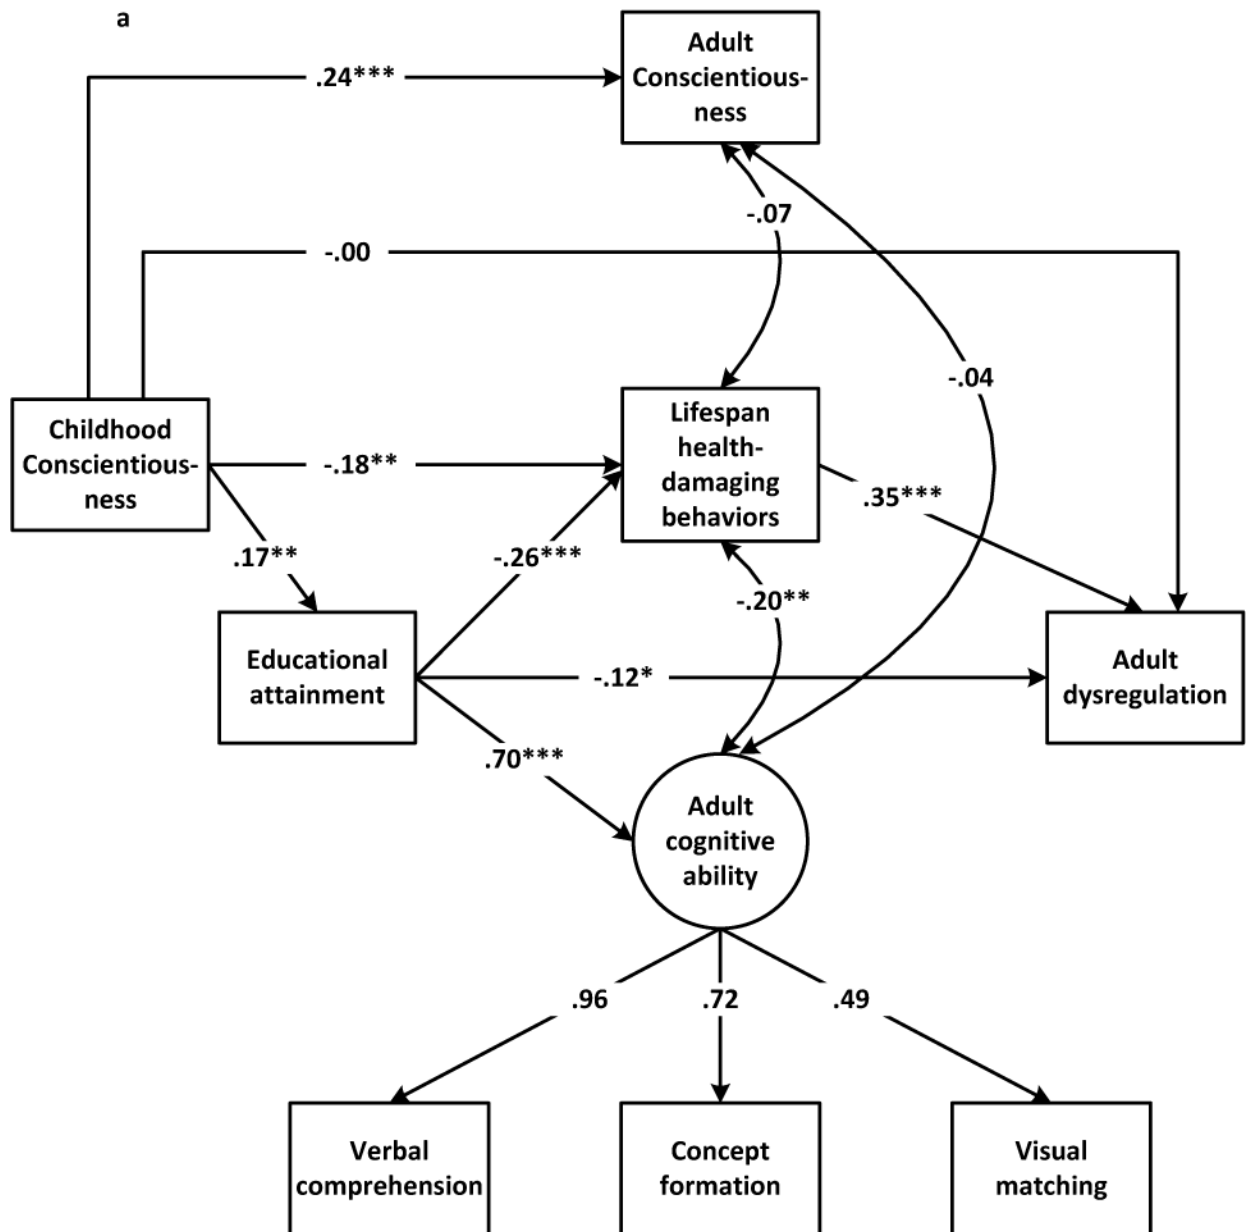 a
Adult
Conscientious-
ness
.24***
-.07
-.00
-.04
Childhood
Conscientious-
ness
Lifespan
health-
damaging
behaviors
-.18**
.35***
.17**
-.26***
-.20**
Educational
attainment
-.12*
Adult
dysregulation
.70***
Adult
cognitive
ability
.96
.72
.49
Verbal
comprehension
Concept
formation
Visual
matching